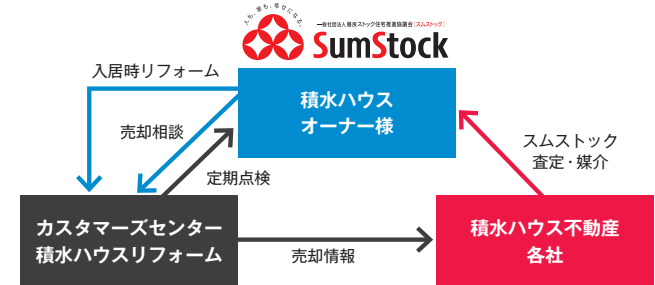 人も、家も、幸せになる。
一般社団法人優良ストック住宅推進協議会［スムストック］
SumStock
入居時リフォーム
積水ハウス
オーナー様
売却相談
スムストック
査定・媒介
定期点検
カスタマーズセンター
積水ハウスリフォーム
積水ハウス不動産
各社
売却情報